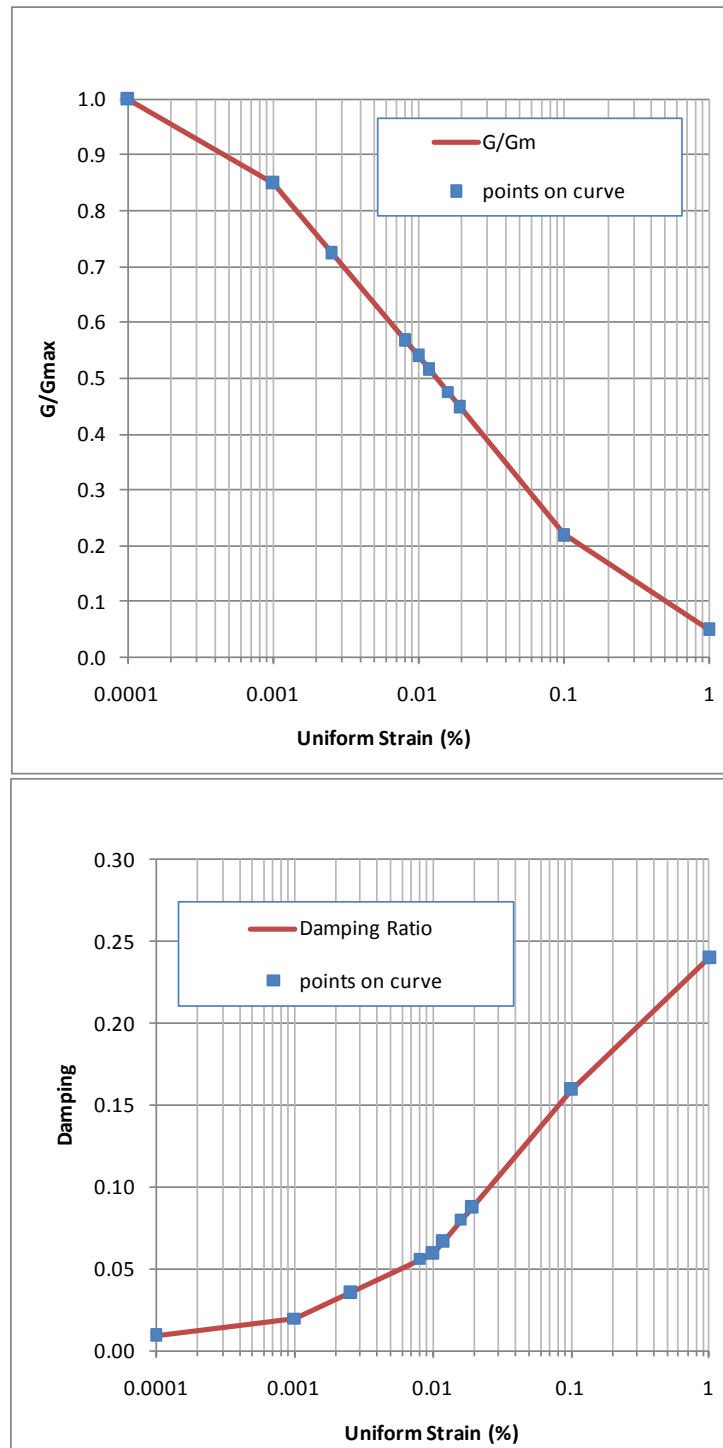 1.0
0.9
0.8
0.7
0.6
0.5
0.4
0.3
0.2
0.1
0.0
G/Gmax
G/Gm
points on curve
0.0001 0.001 0.01 0.1 1
Uniform Strain (%)
0.30
0.25
0.20
0.15
0.10
0.05
0.00
Damping
Damping Ratio
points on curve
0.0001 0.001 0.01 0.1 1
Uniform Strain (%)